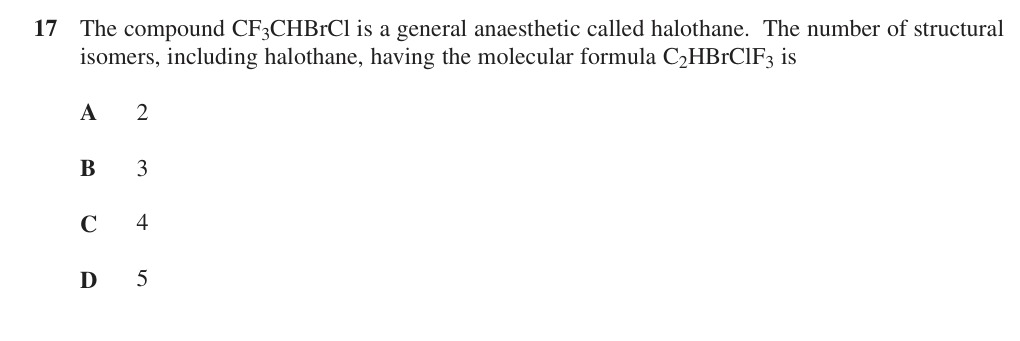 17 The compound CF₃CHBrCl is a general anaesthetic called halothane. The number of structural
isomers, including halothane, having the molecular formula C₂HBrClF₃ is
A 2
B 3
C 4
D 5